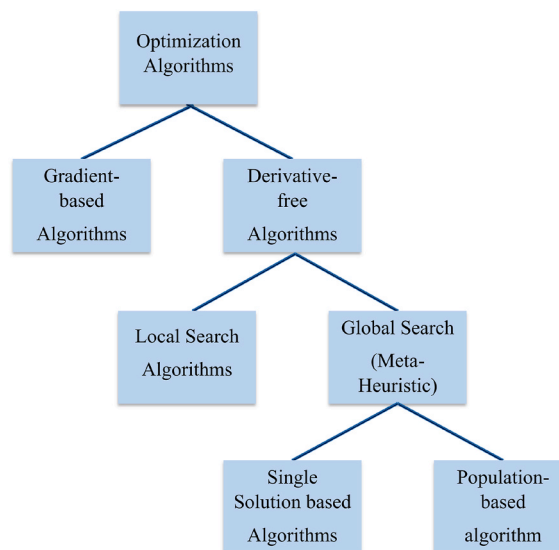 Optimization
Algorithms
Gradient-
based
Algorithms
Derivative-
free
Algorithms
Local Search
Algorithms
Global Search
(Meta-
Heuristic)
Single
Solution based
Algorithms
Population-
based
algorithm